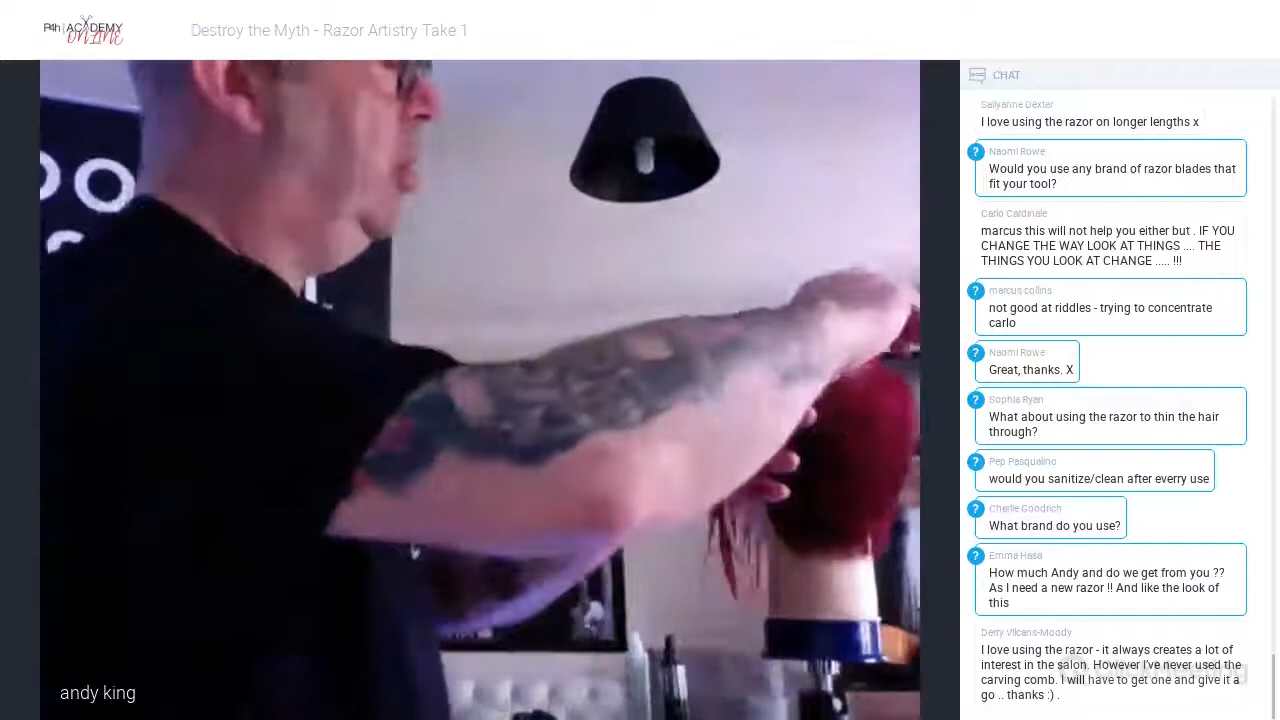 P4h | ACADEMY
ONLINE
Destroy the Myth - Razor Artistry Take 1
CHAT
Sallyanne Dexter
I love using the razor on longer lengths x
? Naomi Rowe
Would you use any brand of razor blades that
fit your tool?
Carlo Cardinale
marcus this will not help you either but . IF YOU
CHANGE THE WAY LOOK AT THINGS .... THE
THINGS YOU LOOK AT CHANGE ..... !!!
? marcus collins
not good at riddles - trying to concentrate
carlo
? Naomi Rowe
Great, thanks. X
? Sophia Ryan
What about using the razor to thin the hair
through?
? Pep Pasqualino
would you sanitize/clean after everry use
? Charlie Goodrich
What brand do you use?
? Emma Hasa
How much Andy and do we get from you ??
As I need a new razor !! And like the look of
this
Derry Vilcans-Moody
I love using the razor - it always creates a lot of
interest in the salon. However I've never used the
carving comb. I will have to get one and give it a
go .. thanks :) .
andy king